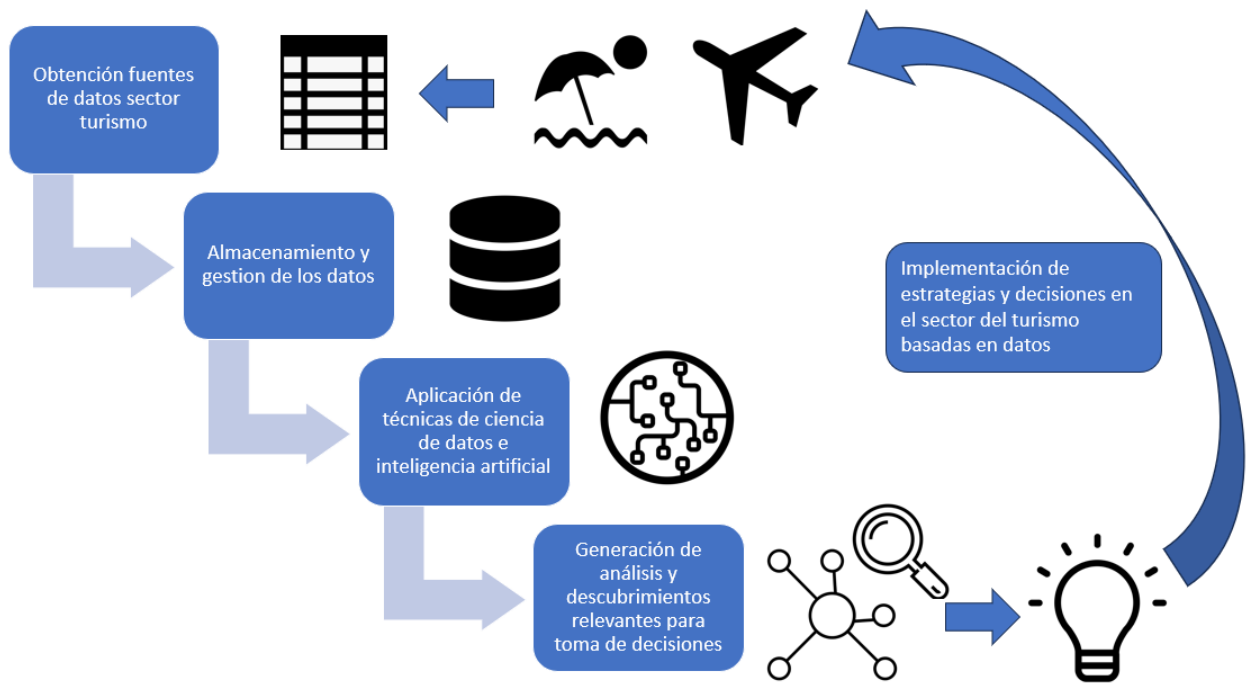 Obtención fuentes
de datos sector
turismo
Almacenamiento y
gestion de los datos
Implementación de
estrategias y decisiones en
el sector del turismo
basadas en datos
Aplicación de
técnicas de ciencia
de datos e
inteligencia artificial
Generación de
análisis y
descubrimientos
relevantes para
toma de decisiones